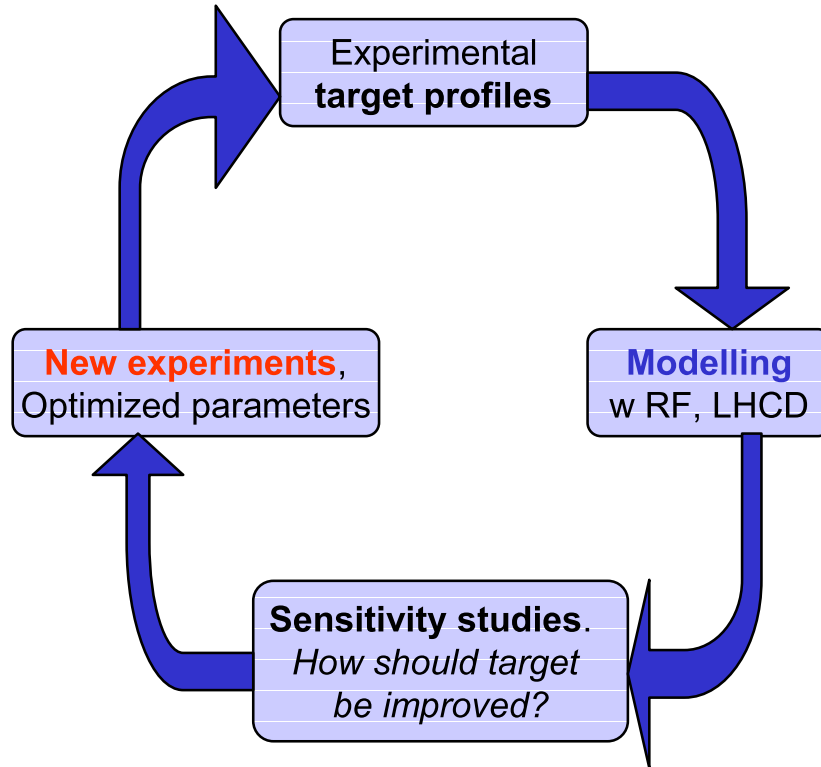 Experimental
target profiles
New experiments,
Optimized parameters
Modelling
w RF, LHCD
Sensitivity studies.
How should target
be improved?